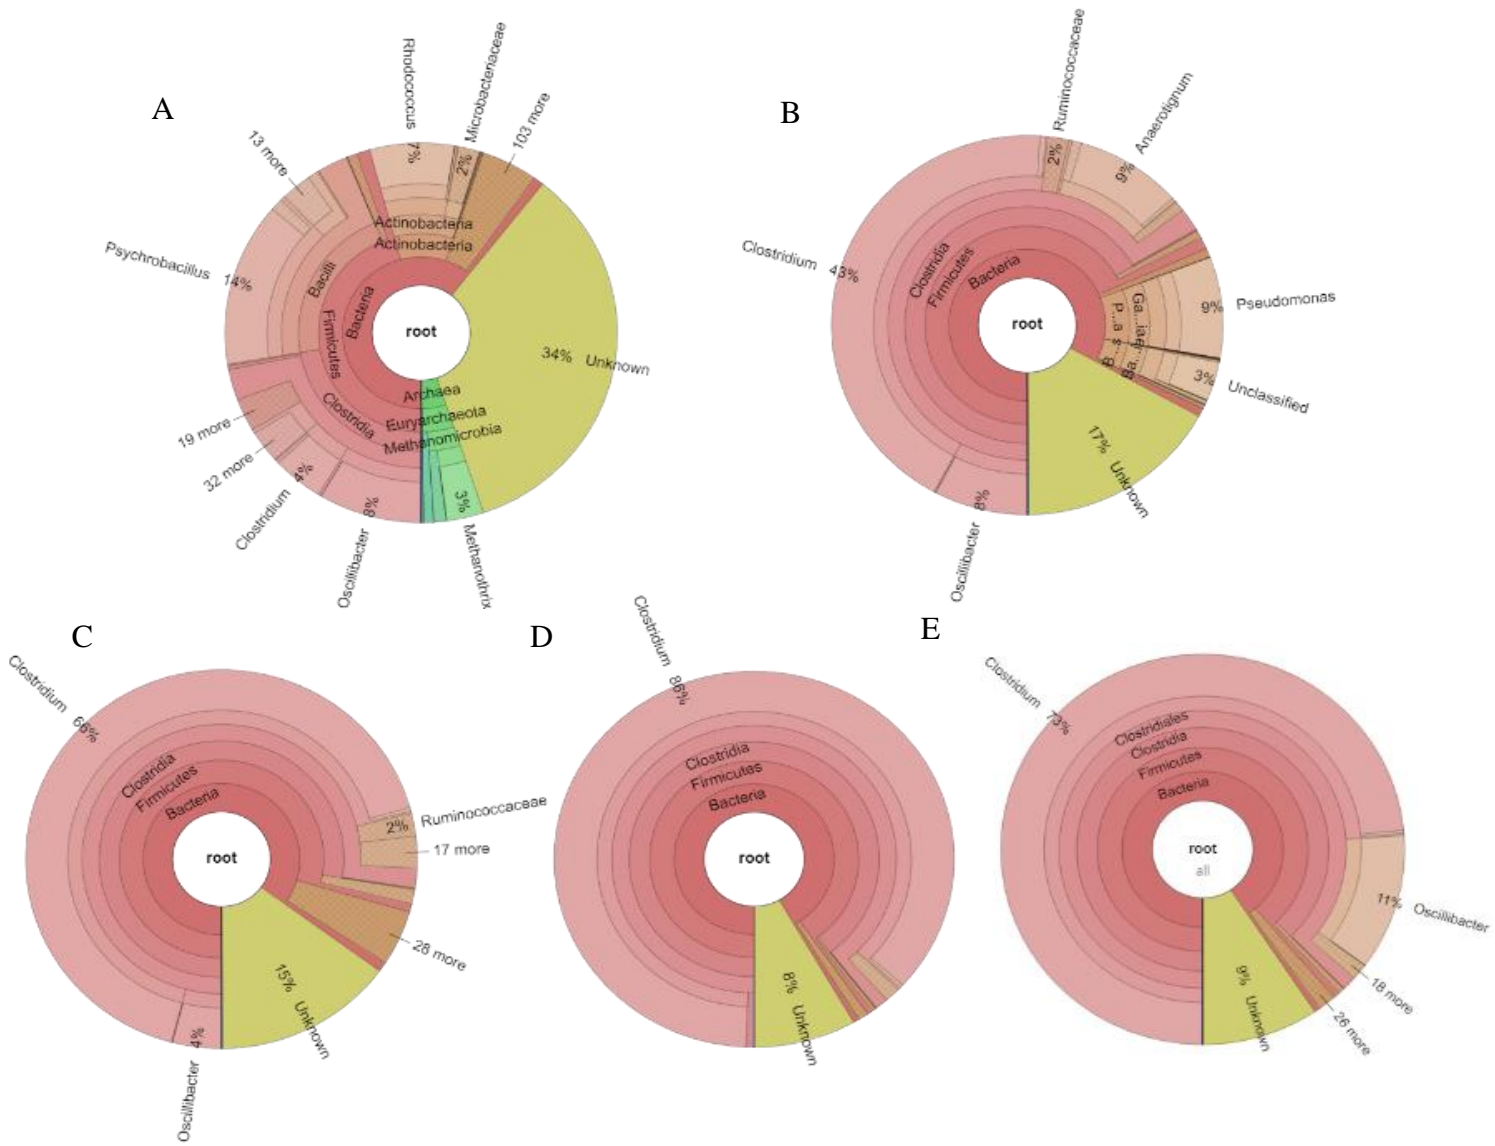 A
Rhodococcus 7%
Microbacteriaceae 2%
103 more
13 more
Psychrobacillus 14%
Actinobacteria
Actinobacteria
Bacilli
Firmicutes
Bacteria
root
34% Unknown
Archaea
Euryarchaeota
Methanomicrobia
Clostridia
19 more
32 more
Clostridium 4%
Oscillibacter 8%
3% Methanothrix
B
Ruminococcaceae 2%
Anaerotignum 9%
Clostridium 43%
Clostridia
Firmicutes
Bacteria
root
P...a
Ga...iae
9% Pseudomonas
B...s
Ba...
3% Unclassified
17% Unknown
Oscillibacter 8%
C
Clostridium 66%
Clostridia
Firmicutes
Bacteria
root
2% Ruminococcaceae
17 more
28 more
15% Unknown
Oscillibacter 4%
D
Clostridium 86%
Clostridia
Firmicutes
Bacteria
root
8% Unknown
E
Clostridium 73%
Clostridiales
Clostridia
Firmicutes
Bacteria
root
all
11% Oscillibacter
18 more
26 more
9% Unknown